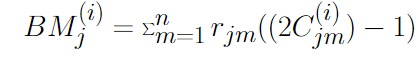 BM_j^{(i)} = Σ_{m=1}^{n} r_{jm}((2C_{jm}^{(i)}) − 1)